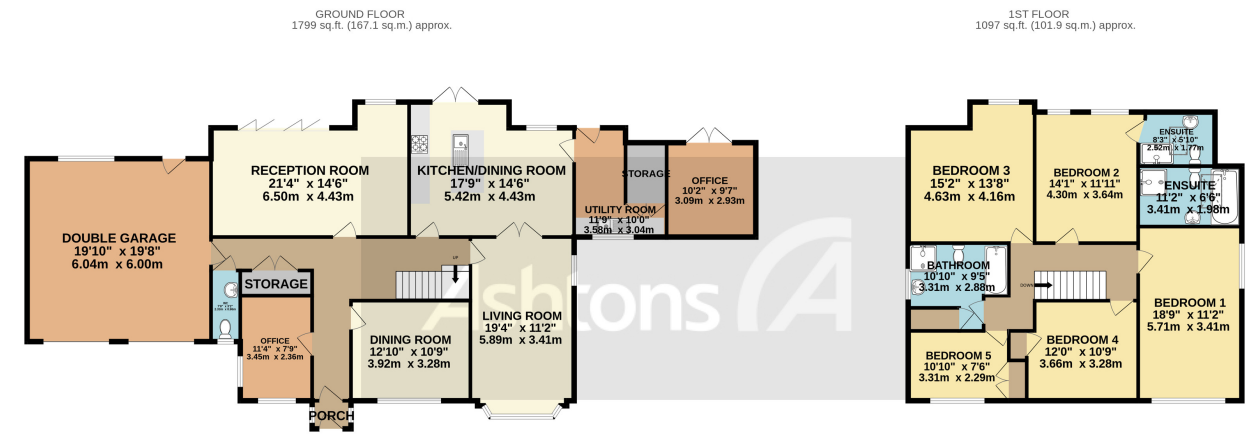 GROUND FLOOR
1799 sq.ft. (167.1 sq.m.) approx.
1ST FLOOR
1097 sq.ft. (101.9 sq.m.) approx.
DOUBLE GARAGE
19'10" x 19'8"
6.04m x 6.00m
RECEPTION ROOM
21'4" x 14'6"
6.50m x 4.43m
KITCHEN/DINING ROOM
17'9" x 14'6"
5.42m x 4.43m
STORAGE
OFFICE
10'2" x 9'7"
3.09m x 2.93m
UTILITY ROOM
11'9" x 10'0"
3.58m x 3.04m
STORAGE
UP
OFFICE
11'4" x 7'9"
3.45m x 2.36m
DINING ROOM
12'10" x 10'9"
3.92m x 3.28m
LIVING ROOM
19'4" x 11'2"
5.89m x 3.41m
PORCH
Ashtons
BEDROOM 3
15'2" x 13'8"
4.63m x 4.16m
BEDROOM 2
14'1" x 11'11"
4.30m x 3.64m
ENSUITE
8'3" x 5'10"
2.52m x 1.77m
ENSUITE
11'2" x 6'6"
3.41m x 1.98m
BATHROOM
10'10" x 9'5"
3.31m x 2.88m
DOWN
BEDROOM 1
18'9" x 11'2"
5.71m x 3.41m
BEDROOM 4
12'0" x 10'9"
3.66m x 3.28m
BEDROOM 5
10'10" x 7'6"
3.31m x 2.29m